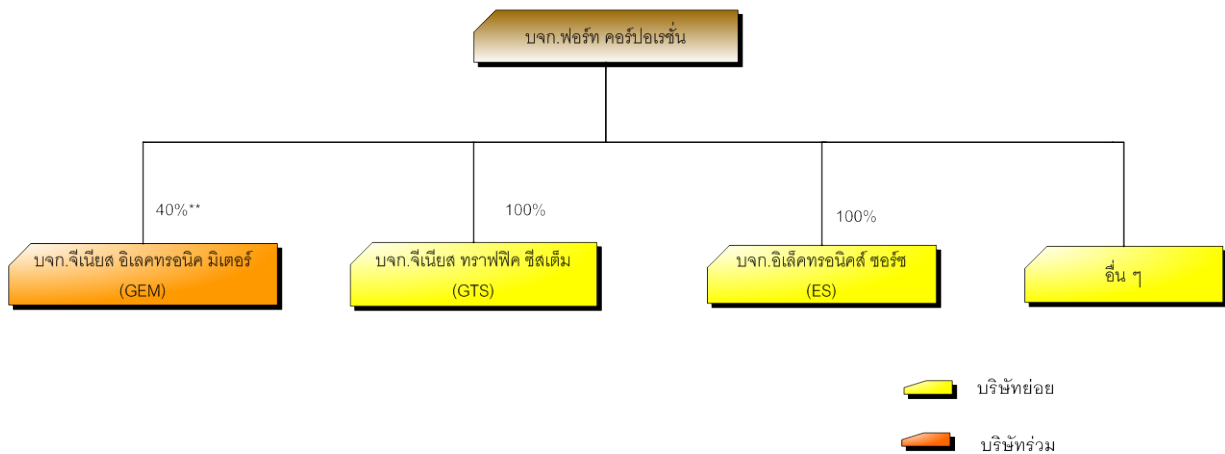 บจก.ฟอร์ท คอร์ปอเรชั่น
40%**
100%
100%
บจก.จีเนียส อิเลคทรอนิค มิเตอร์
(GEM)
บจก.จีเนียส ทราฟฟิค ซีสเต็ม
(GTS)
บจก.อิเล็คทรอนิคส์ ซอร์ซ
(ES)
อื่น ๆ
บริษัทย่อย
บริษัทร่วม